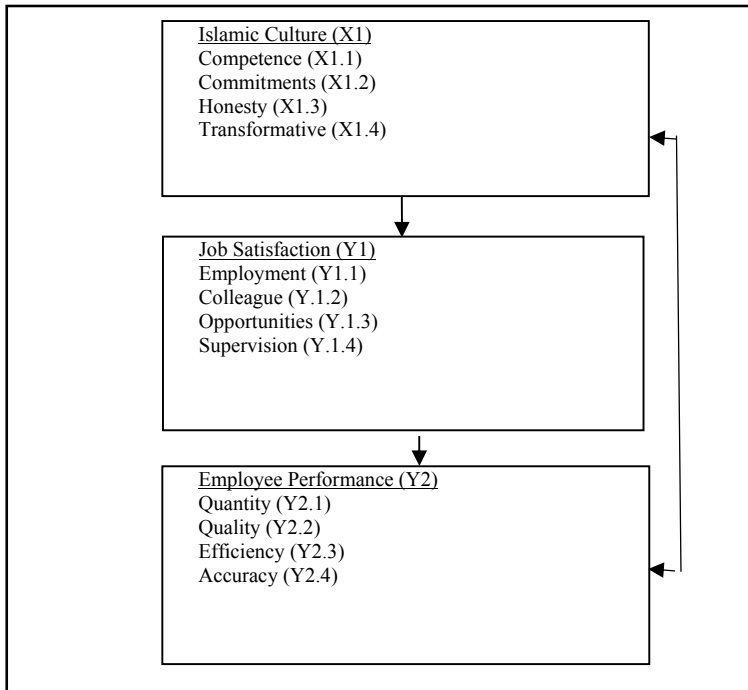 Islamic Culture (X1)
Competence (X1.1)
Commitments (X1.2)
Honesty (X1.3)
Transformative (X1.4)
Job Satisfaction (Y1)
Employment (Y1.1)
Colleague (Y.1.2)
Opportunities (Y.1.3)
Supervision (Y.1.4)
Employee Performance (Y2)
Quantity (Y2.1)
Quality (Y2.2)
Efficiency (Y2.3)
Accuracy (Y2.4)